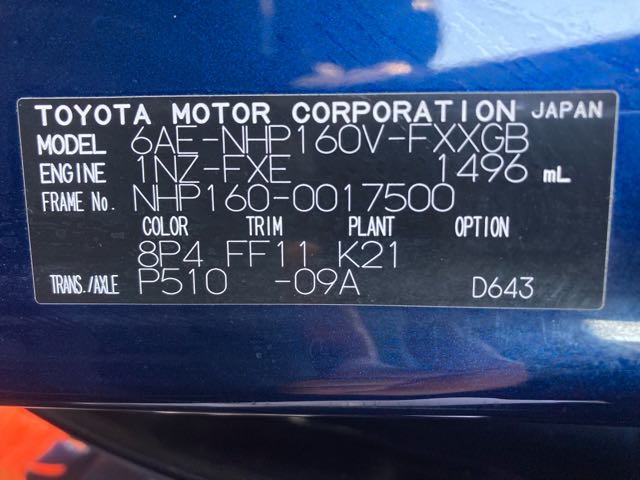 TOYOTA MOTOR CORPORATION JAPAN
MODEL 6AE-NHP160V-FXXGB
ENGINE 1NZ-FXE 1496 mL
FRAME No. NHP160-0017500
COLOR TRIM PLANT OPTION
8P4 FF11 K21
TRANS./AXLE P510 -09A D643